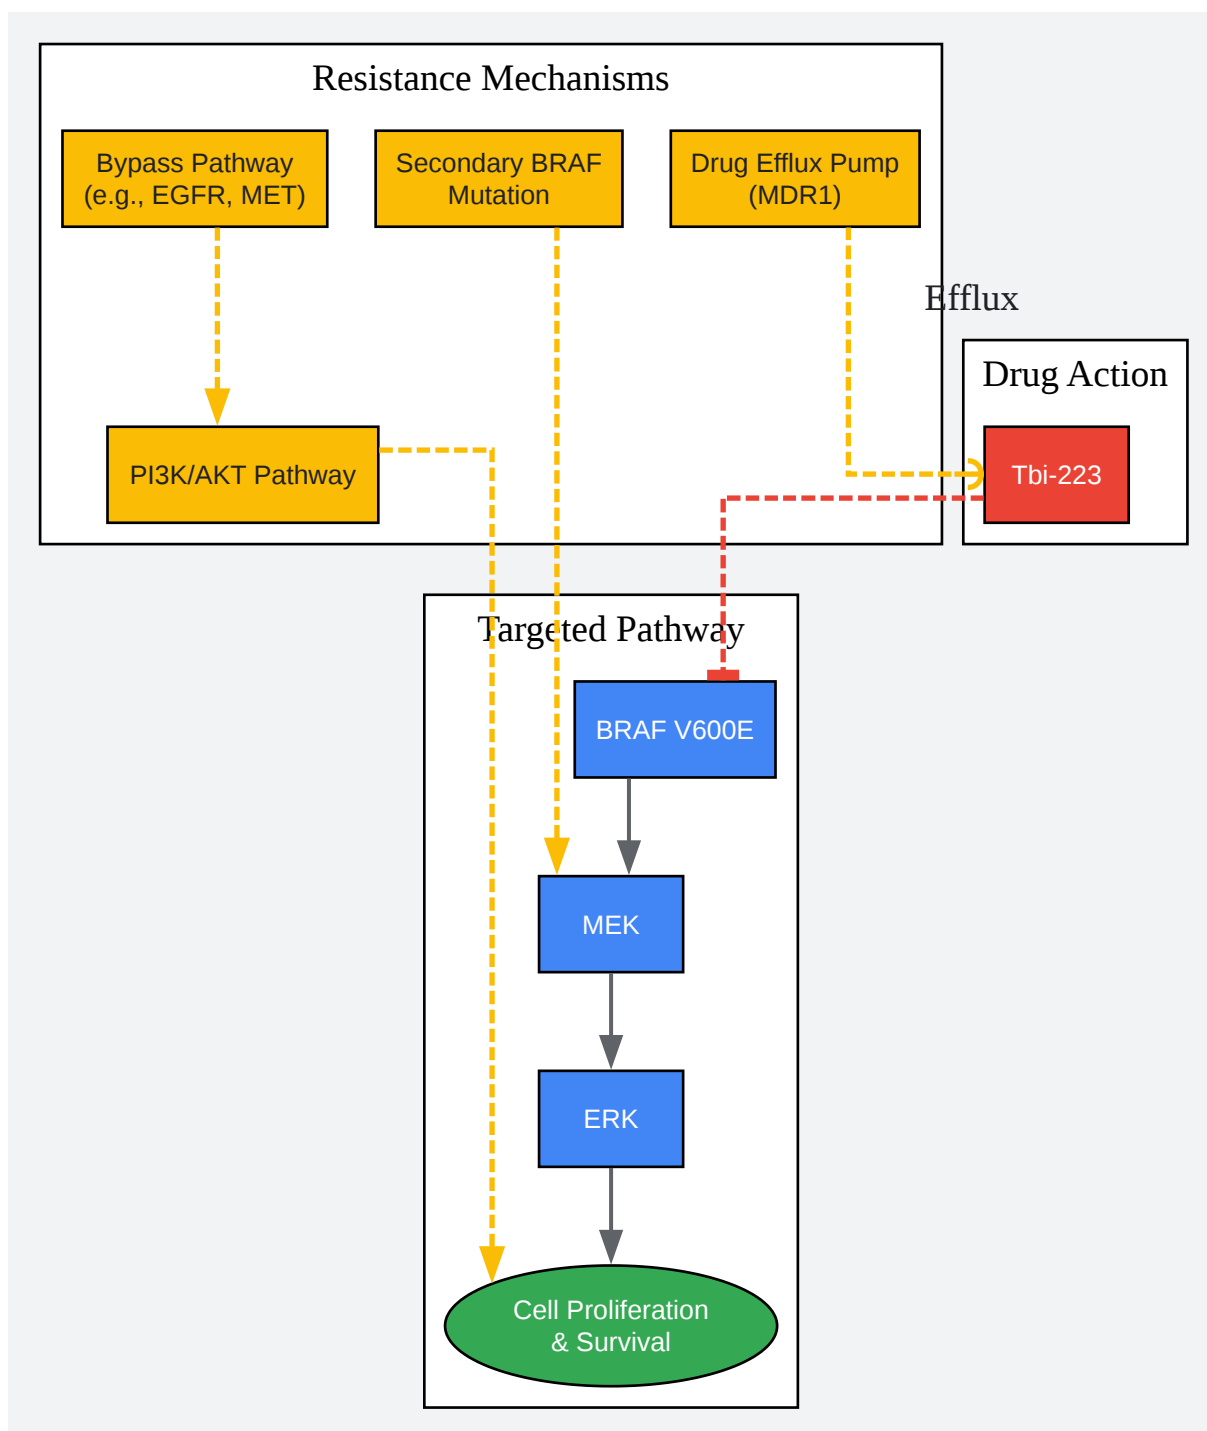 Resistance Mechanisms
Bypass Pathway
(e.g., EGFR, MET)
Secondary BRAF
Mutation
Drug Efflux Pump
(MDR1)
Efflux
Drug Action
PI3K/AKT Pathway
Tbi-223
Targeted Pathway
BRAF V600E
MEK
ERK
Cell Proliferation
& Survival